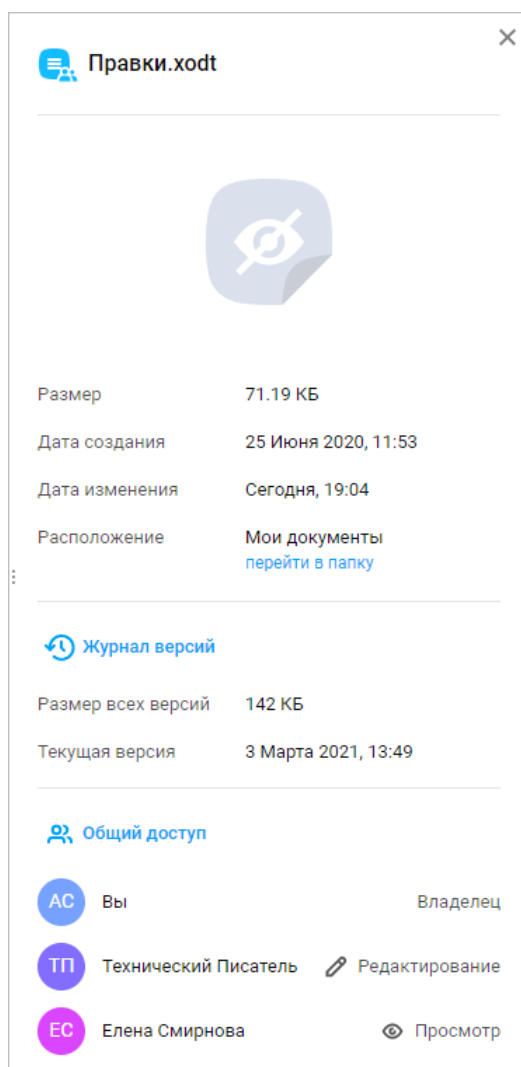 Правки.xodt
Размер 71.19 КБ
Дата создания 25 Июня 2020, 11:53
Дата изменения Сегодня, 19:04
Расположение Мои документы
перейти в папку
Журнал версий
Размер всех версий 142 КБ
Текущая версия 3 Марта 2021, 13:49
Общий доступ
АС Вы Владелец
ТП Технический Писатель Редактирование
ЕС Елена Смирнова Просмотр